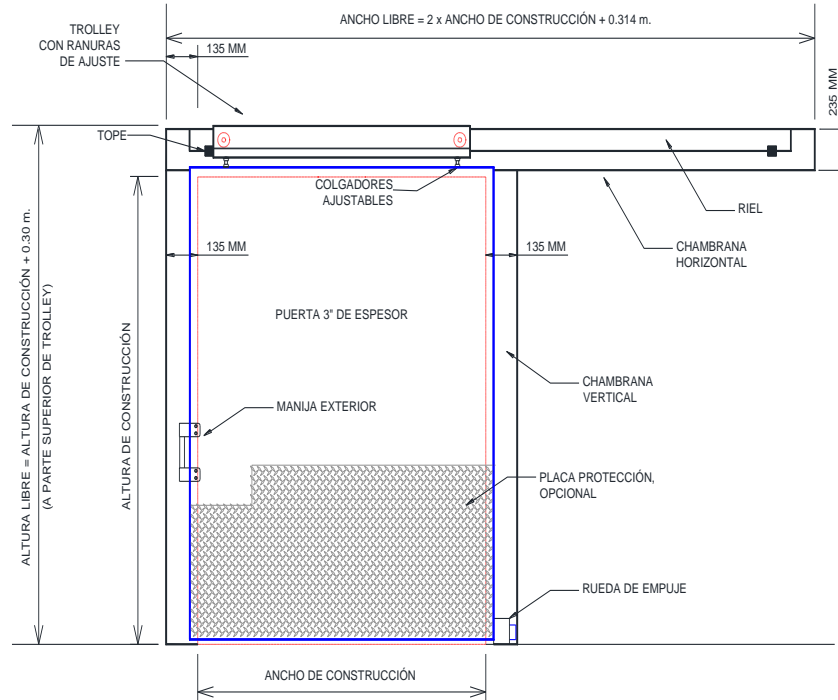 ANCHO LIBRE = 2 x ANCHO DE CONSTRUCCIÓN + 0.314 m.
TROLLEY
CON RANURAS
DE AJUSTE
135 MM
235 MM
TOPE
COLGADORES
AJUSTABLES
RIEL
CHAMBRANA
HORIZONTAL
135 MM
135 MM
ALTURA LIBRE = ALTURA DE CONSTRUCCIÓN + 0.30 m.
(A PARTE SUPERIOR DE TROLLEY)
ALTURA DE CONSTRUCCIÓN
PUERTA 3" DE ESPESOR
CHAMBRANA
VERTICAL
MANIJA EXTERIOR
PLACA PROTECCIÓN,
OPCIONAL
RUEDA DE EMPUJE
ANCHO DE CONSTRUCCIÓN